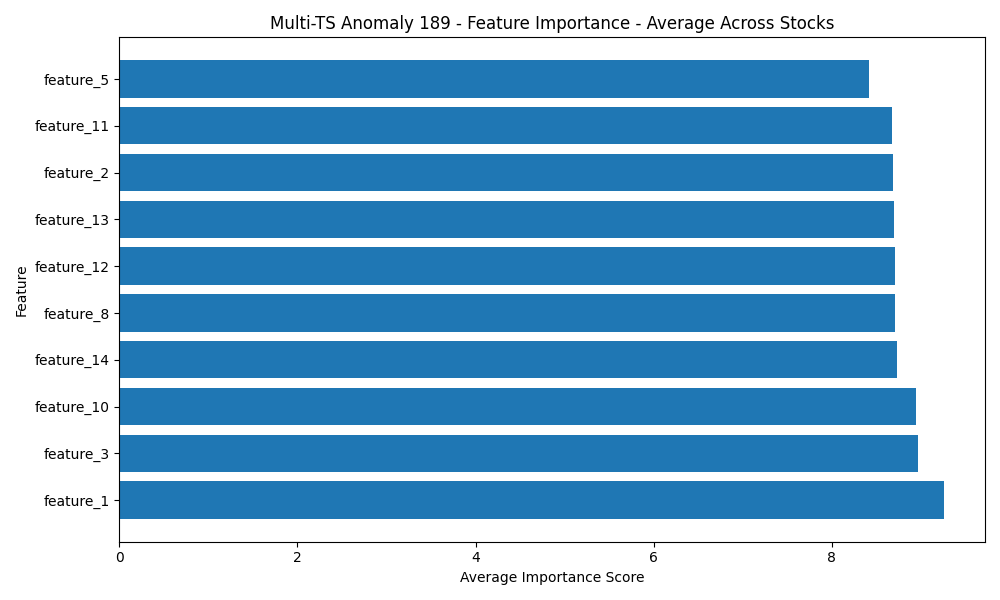 Multi-TS Anomaly 189 - Feature Importance - Average Across Stocks
Feature
feature_5
feature_11
feature_2
feature_13
feature_12
feature_8
feature_14
feature_10
feature_3
feature_1
0 2 4 6 8
Average Importance Score